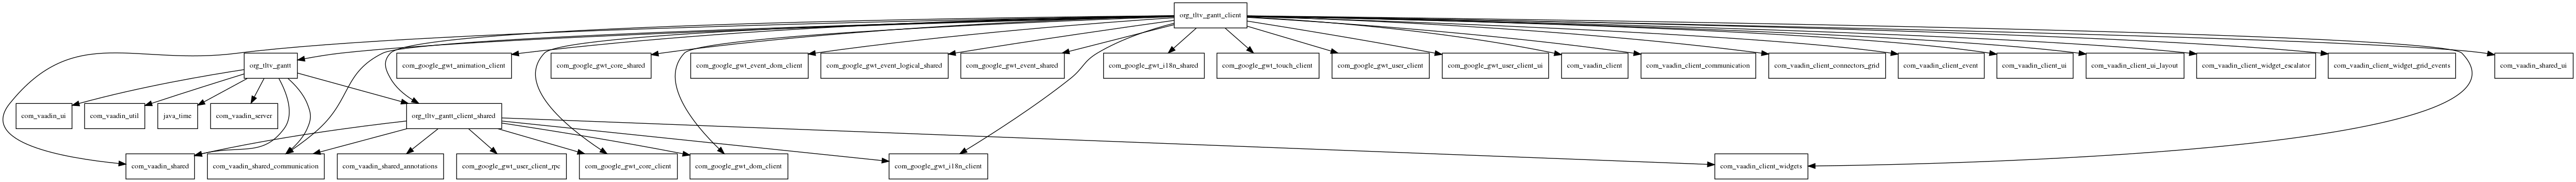 org_tltv_gantt_client
org_tltv_gantt
com_google_gwt_animation_client
com_google_gwt_core_shared
com_google_gwt_event_dom_client
com_google_gwt_event_logical_shared
com_google_gwt_event_shared
com_google_gwt_i18n_shared
com_google_gwt_touch_client
com_google_gwt_user_client
com_google_gwt_user_client_ui
com_vaadin_client
com_vaadin_client_communication
com_vaadin_client_connectors_grid
com_vaadin_client_event
com_vaadin_client_ui
com_vaadin_client_ui_layout
com_vaadin_client_widget_escalator
com_vaadin_client_widget_grid_events
com_vaadin_shared_ui
com_vaadin_ui
com_vaadin_util
java_time
com_vaadin_server
org_tltv_gantt_client_shared
com_vaadin_shared
com_vaadin_shared_communication
com_vaadin_shared_annotations
com_google_gwt_user_client_rpc
com_google_gwt_core_client
com_google_gwt_dom_client
com_google_gwt_i18n_client
com_vaadin_client_widgets